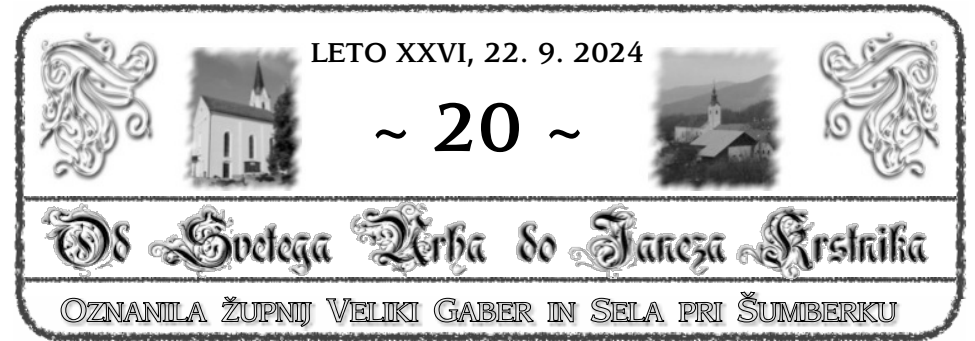 LETO XXVI, 22. 9. 2024
~ 20 ~
Od Svetega Urha do Janeza Krstnika
OZNANILA ŽUPNIJ VELIKI GABER IN SELA PRI ŠUMBERKU